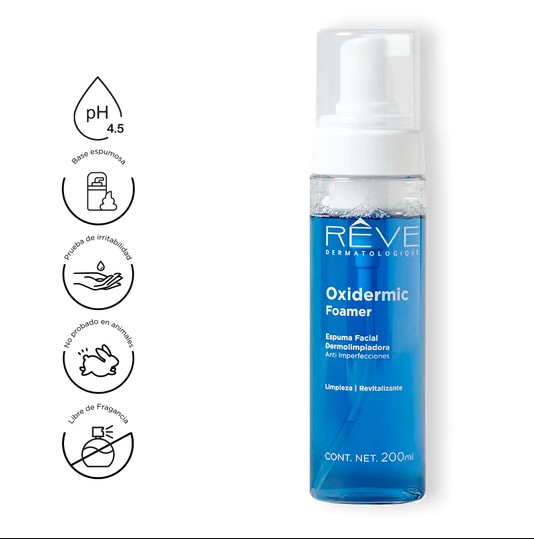 pH
4.5
Base espumosa
Prueba de irritabilidad
No probado en animales
Libre de Fragancia
RÊVE
DERMATOLOGIQUE
Oxidermic
Foamer
Espuma Facial
Dermolimpiadora
Anti Imperfecciones
Limpieza | Revitalizante
CONT. NET. 200ml